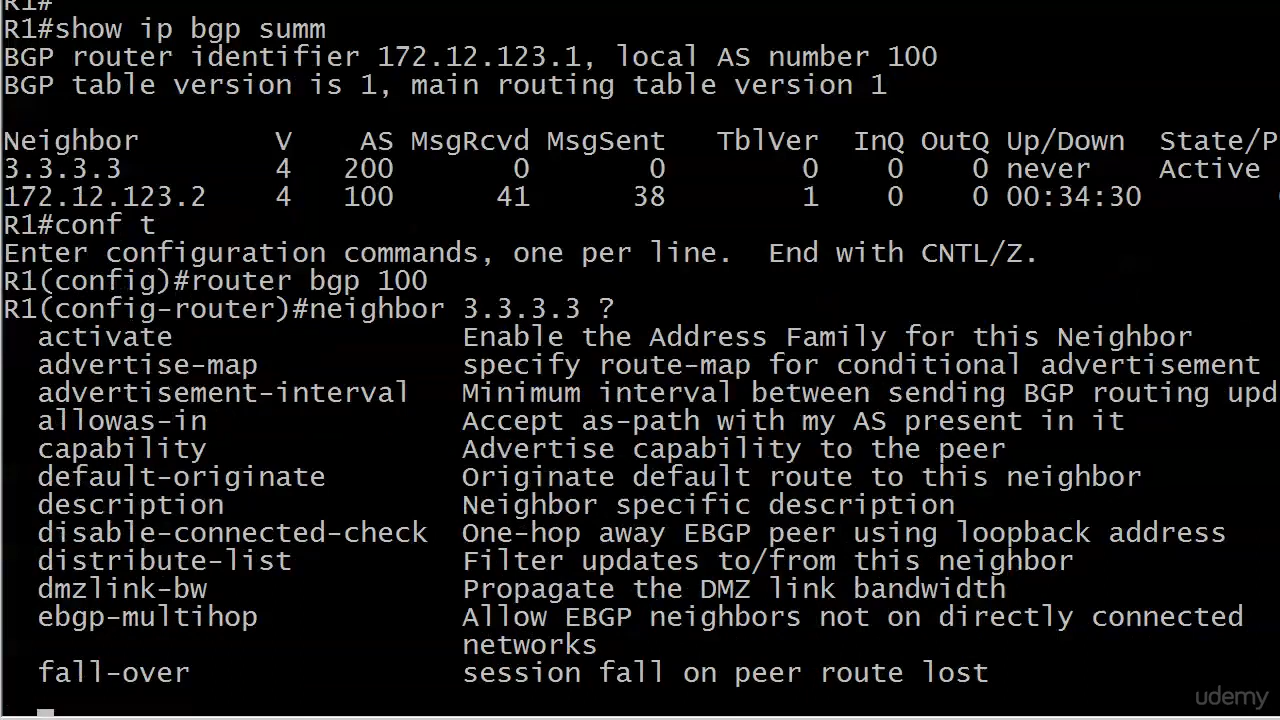 R1#
R1#show ip bgp summ
BGP router identifier 172.12.123.1, local AS number 100
BGP table version is 1, main routing table version 1
Neighbor V AS MsgRcvd MsgSent TblVer InQ OutQ Up/Down State/P
3.3.3.3 4 200 0 0 0 0 0 never Active
172.12.123.2 4 100 41 38 1 0 0 00:34:30
R1#conf t
Enter configuration commands, one per line. End with CNTL/Z.
R1(config)#router bgp 100
R1(config-router)#neighbor 3.3.3.3 ?
activate Enable the Address Family for this Neighbor
advertise-map specify route-map for conditional advertisement
advertisement-interval Minimum interval between sending BGP routing upd
allowas-in Accept as-path with my AS present in it
capability Advertise capability to the peer
default-originate Originate default route to this neighbor
description Neighbor specific description
disable-connected-check One-hop away EBGP peer using loopback address
distribute-list Filter updates to/from this neighbor
dmzlink-bw Propagate the DMZ link bandwidth
ebgp-multihop Allow EBGP neighbors not on directly connected
networks
fall-over session fall on peer route lost
udemy